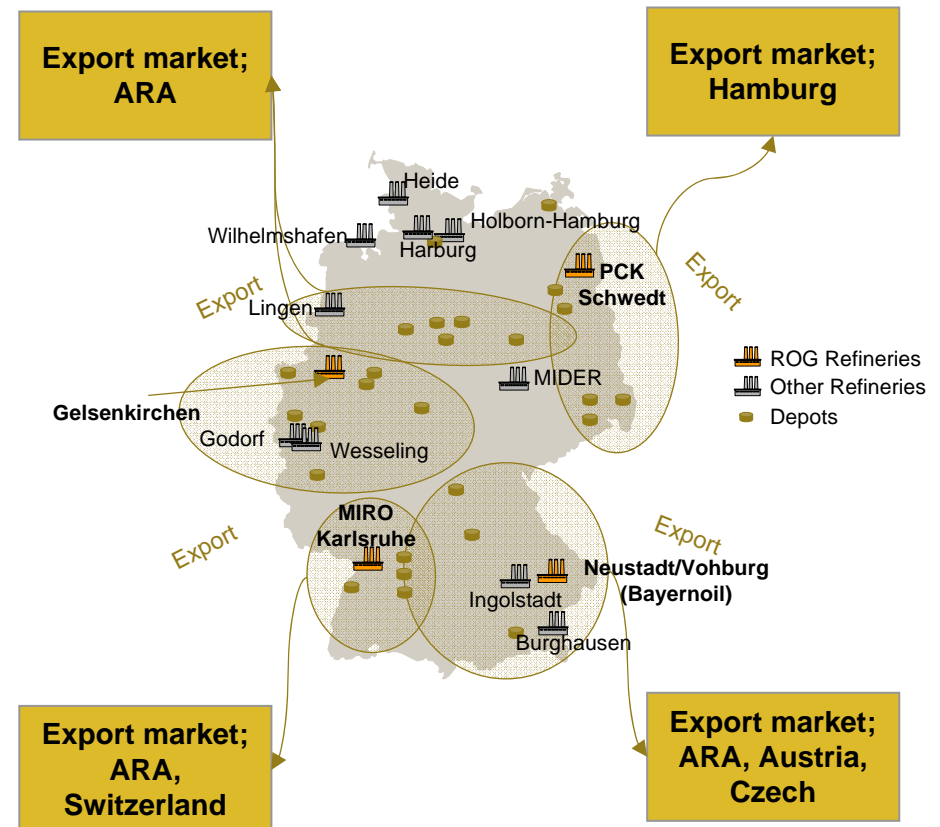 Export market;
ARA
Export market;
Hamburg
Heide
Holborn-Hamburg
Wilhelmshafen
Harburg
PCK
Schwedt
Export
Export
Lingen
ROG Refineries
MIDER
Other Refineries
Gelsenkirchen
Depots
Godorf
Wesseling
MIRO
Karlsruhe
Export
Export
Neustadt/Vohburg
(Bayernoil)
Ingolstadt
Burghausen
Export market;
ARA,
Switzerland
Export market;
ARA, Austria,
Czech